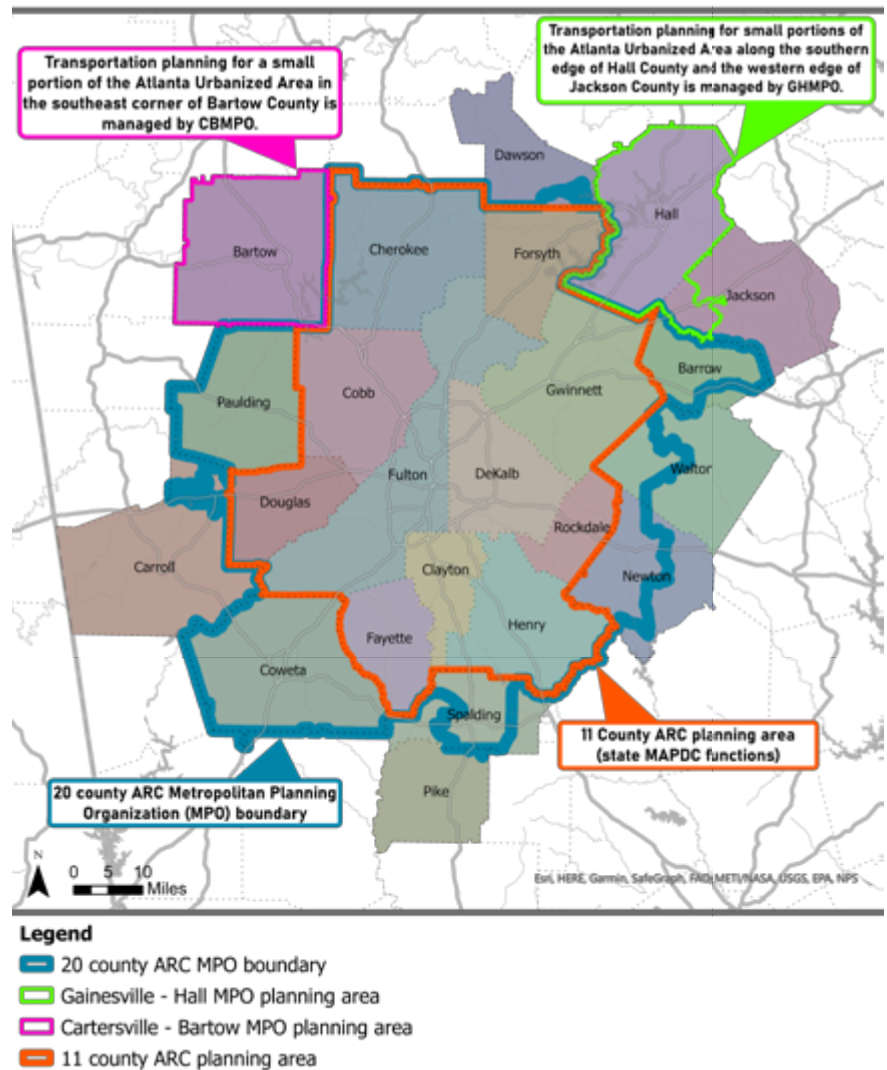 Transportation planning for a small
portion of the Atlanta Urbanized Area in
the southeast corner of Bartow County is
managed by CBMPO.
Transportation planning for small portions of
the Atlanta Urbanized Area along the southern
edge of Hall County and the western edge of
Jackson County is managed by GHMPO.
Dawson
Hall
Bartow
Cherokee
Forsyth
Jackson
Barrow
Gwinnett
Cobb
Paulding
Walton
Fulton
DeKalb
Douglas
Rockdale
Carroll
Clayton
Newton
Henry
Fayette
Coweta
Spalding
11 County ARC planning area
(state MAPDC functions)
20 county ARC Metropolitan Planning
Organization (MPO) boundary
Pike
N
0 5 10
Miles
Esri, HERE, Garmin, SafeGraph, FAO, METI/NASA, USGS, EPA, NPS
Legend
20 county ARC MPO boundary
Gainesville - Hall MPO planning area
Cartersville - Bartow MPO planning area
11 county ARC planning area